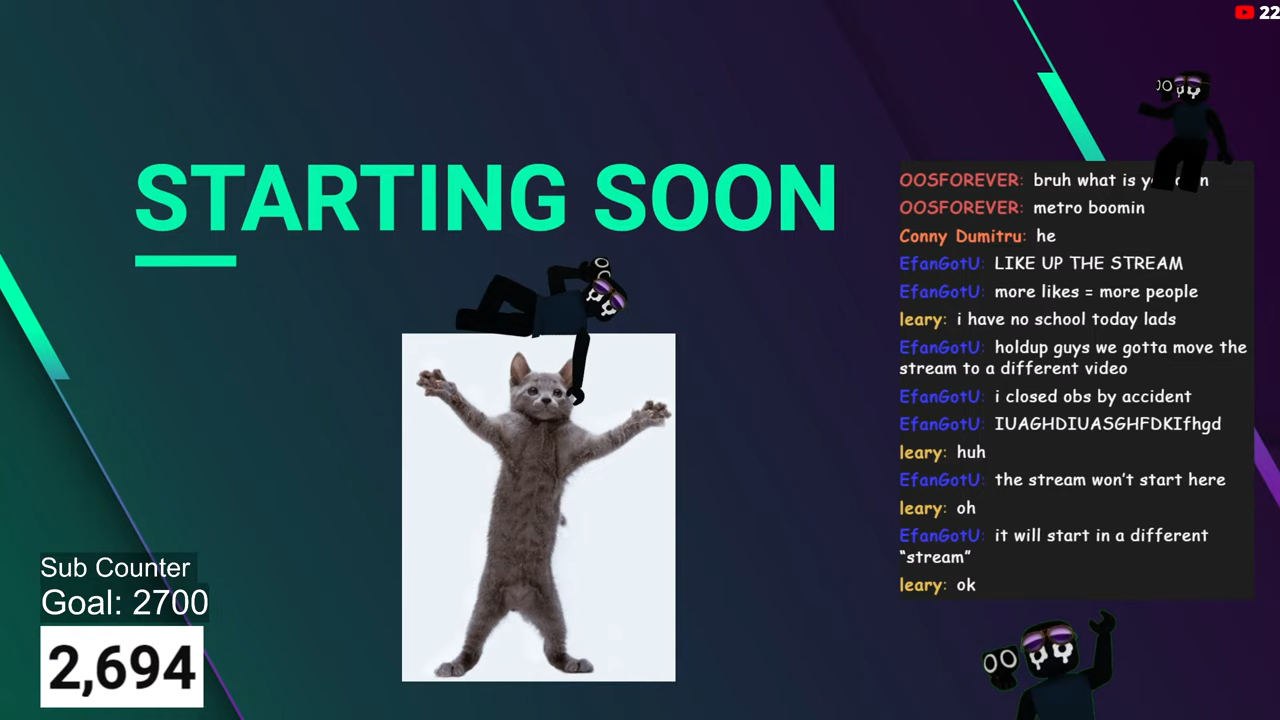 22
STARTING SOON
OOSFOREVER: bruh what is
OOSFOREVER: metro boomin
Conny Dumitru: he
EfanGotU: LIKE UP THE STREAM
EfanGotU: more likes = more people
leary: i have no school today lads
EfanGotU: holdup guys we gotta move the
stream to a different video
EfanGotU: i closed obs by accident
EfanGotU: IUAGHDIUASGHFDKIfhgd
leary: huh
EfanGotU: the stream won't start here
leary: oh
EfanGotU: it will start in a different
“stream”
leary: ok
Sub Counter
Goal: 2700
2,694